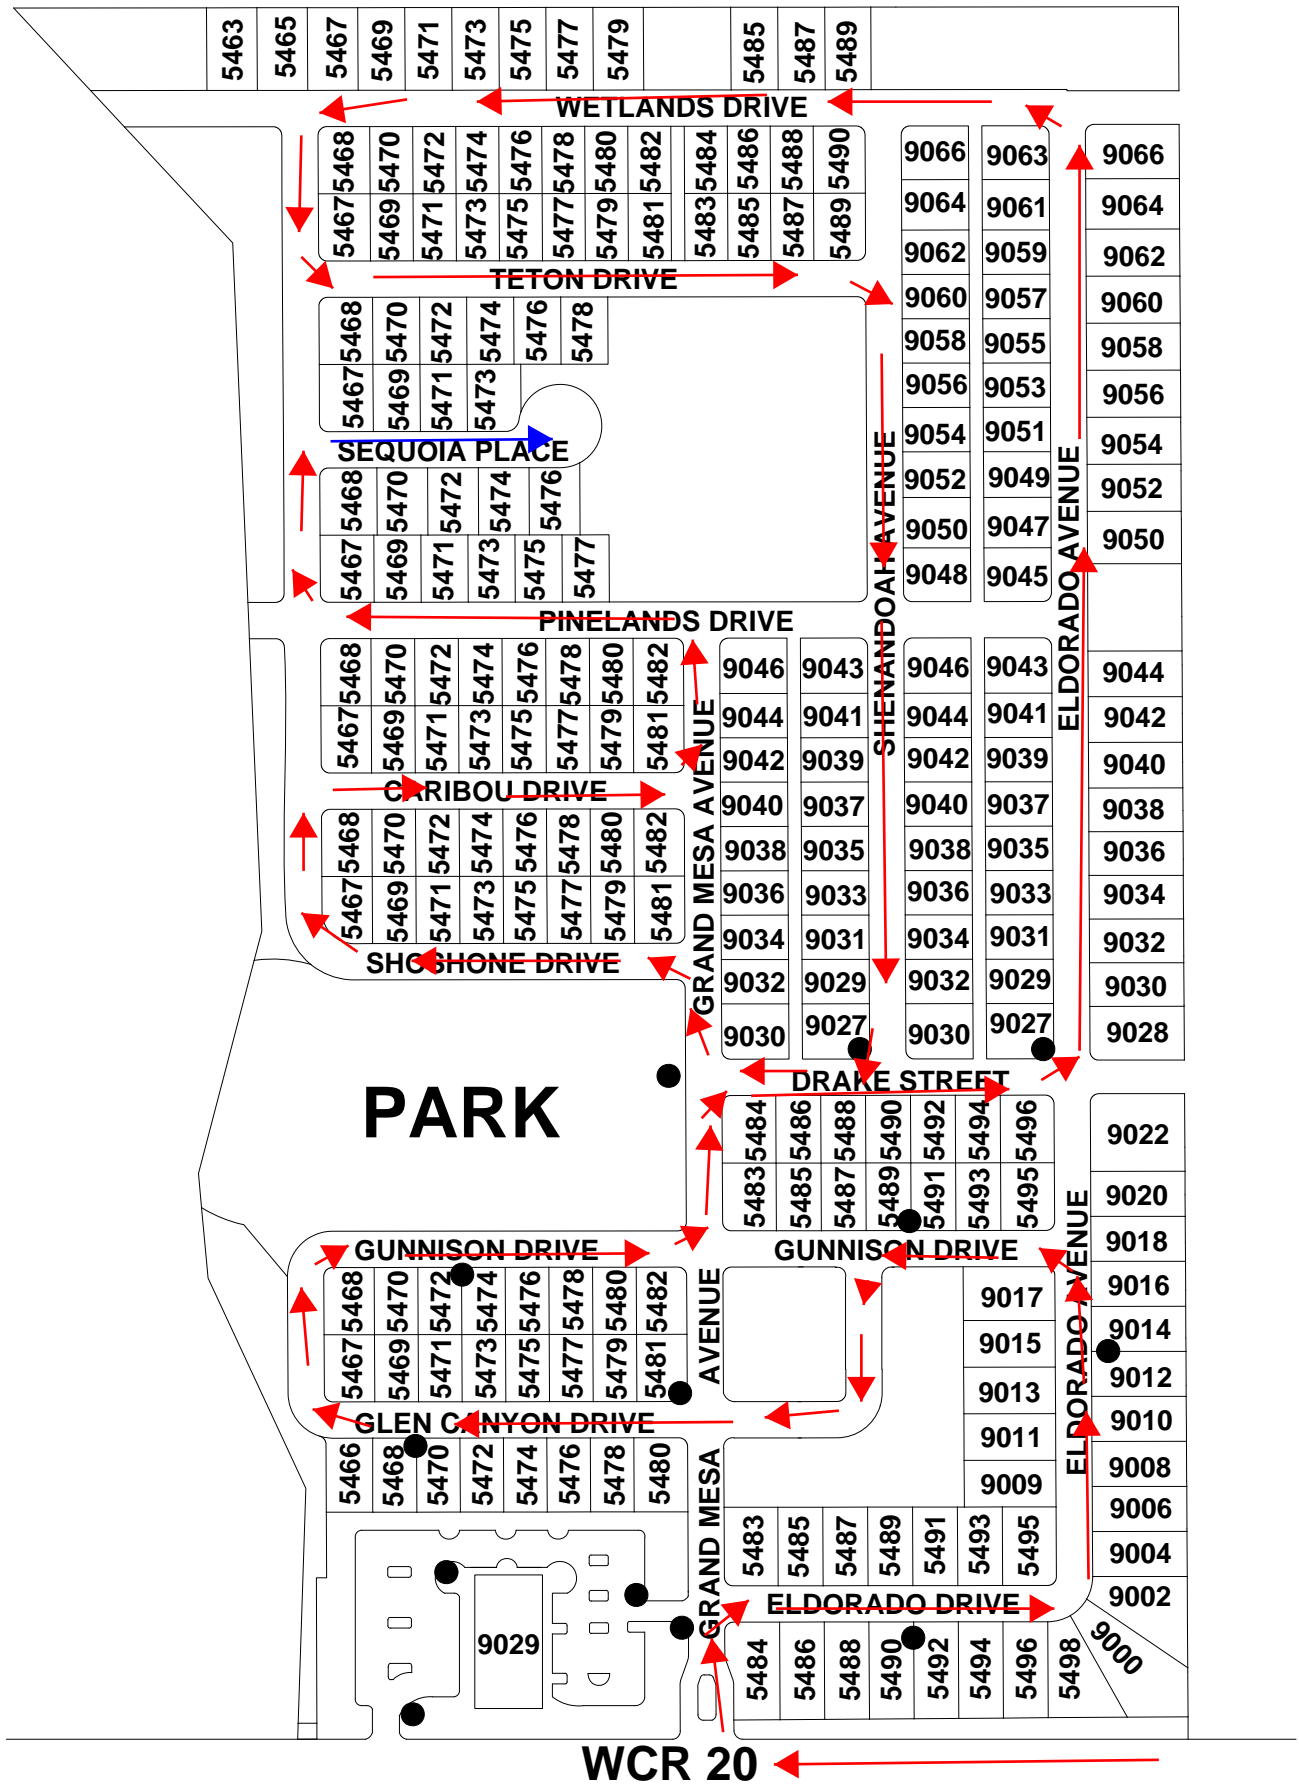 5463 5465 5467 5469 5471 5473 5475 5477 5479 5485 5487 5489
WETLANDS DRIVE
5468 5470 5472 5474 5476 5478 5480 5482 5484 5486 5488 5490
5467 5469 5471 5473 5475 5477 5479 5481 5483 5485 5487 5489
TETON DRIVE
5468 5470 5472 5474 5476 5478
5467 5469 5471 5473
SEQUOIA PLACE
5468 5470 5472 5474 5476
5467 5469 5471 5473 5475 5477
9066 9063 9066
9064 9061 9064
9062 9059 9062
9060 9057 9060
9058 9055 9058
9056 9053 9056
9054 9051 9054
9052 9049 9052
9050 9047 9050
9048 9045
SHENANDOAH AVENUE
ELDORADO AVENUE
PINELANDS DRIVE
5468 5470 5472 5474 5476 5478 5480 5482
5467 5469 5471 5473 5475 5477 5479 5481
CARIBOU DRIVE
5468 5470 5472 5474 5476 5478 5480 5482
5467 5469 5471 5473 5475 5477 5479 5481
SHOSHONE DRIVE
GRAND MESA AVENUE
9046 9043 9046 9043 9044
9044 9041 9044 9041 9042
9042 9039 9042 9039 9040
9040 9037 9040 9037 9038
9038 9035 9038 9035 9036
9036 9033 9036 9033 9034
9034 9031 9034 9031 9032
9032 9029 9032 9029 9030
9030 9027 9030 9027 9028
DRAKE STREET
PARK
5484 5486 5488 5490 5492 5494 5496
5483 5485 5487 5489 5491 5493 5495
9022
9020
9018
9016
9014
9012
9010
9008
9006
9004
9002
9000
GUNNISON DRIVE
GUNNISON DRIVE
ELDORADO AVENUE
5468 5470 5472 5474 5476 5478 5480 5482
5467 5469 5471 5473 5475 5477 5479 5481
9017
9015
9013
9011
9009
GLEN CANYON DRIVE
GRAND MESA AVENUE
5466 5468 5470 5472 5474 5476 5478 5480
5483 5485 5487 5489 5491 5493 5495
ELDORADO DRIVE
5484 5486 5488 5490 5492 5494 5496 5498
9029
WCR 20